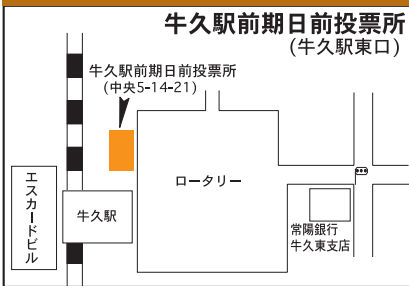 牛久駅前期日前投票所
(牛久駅東口)
牛久駅前期日前投票所
(中央5-14-21)
ロータリー
エスカードビル
牛久駅
常陽銀行
牛久東支店